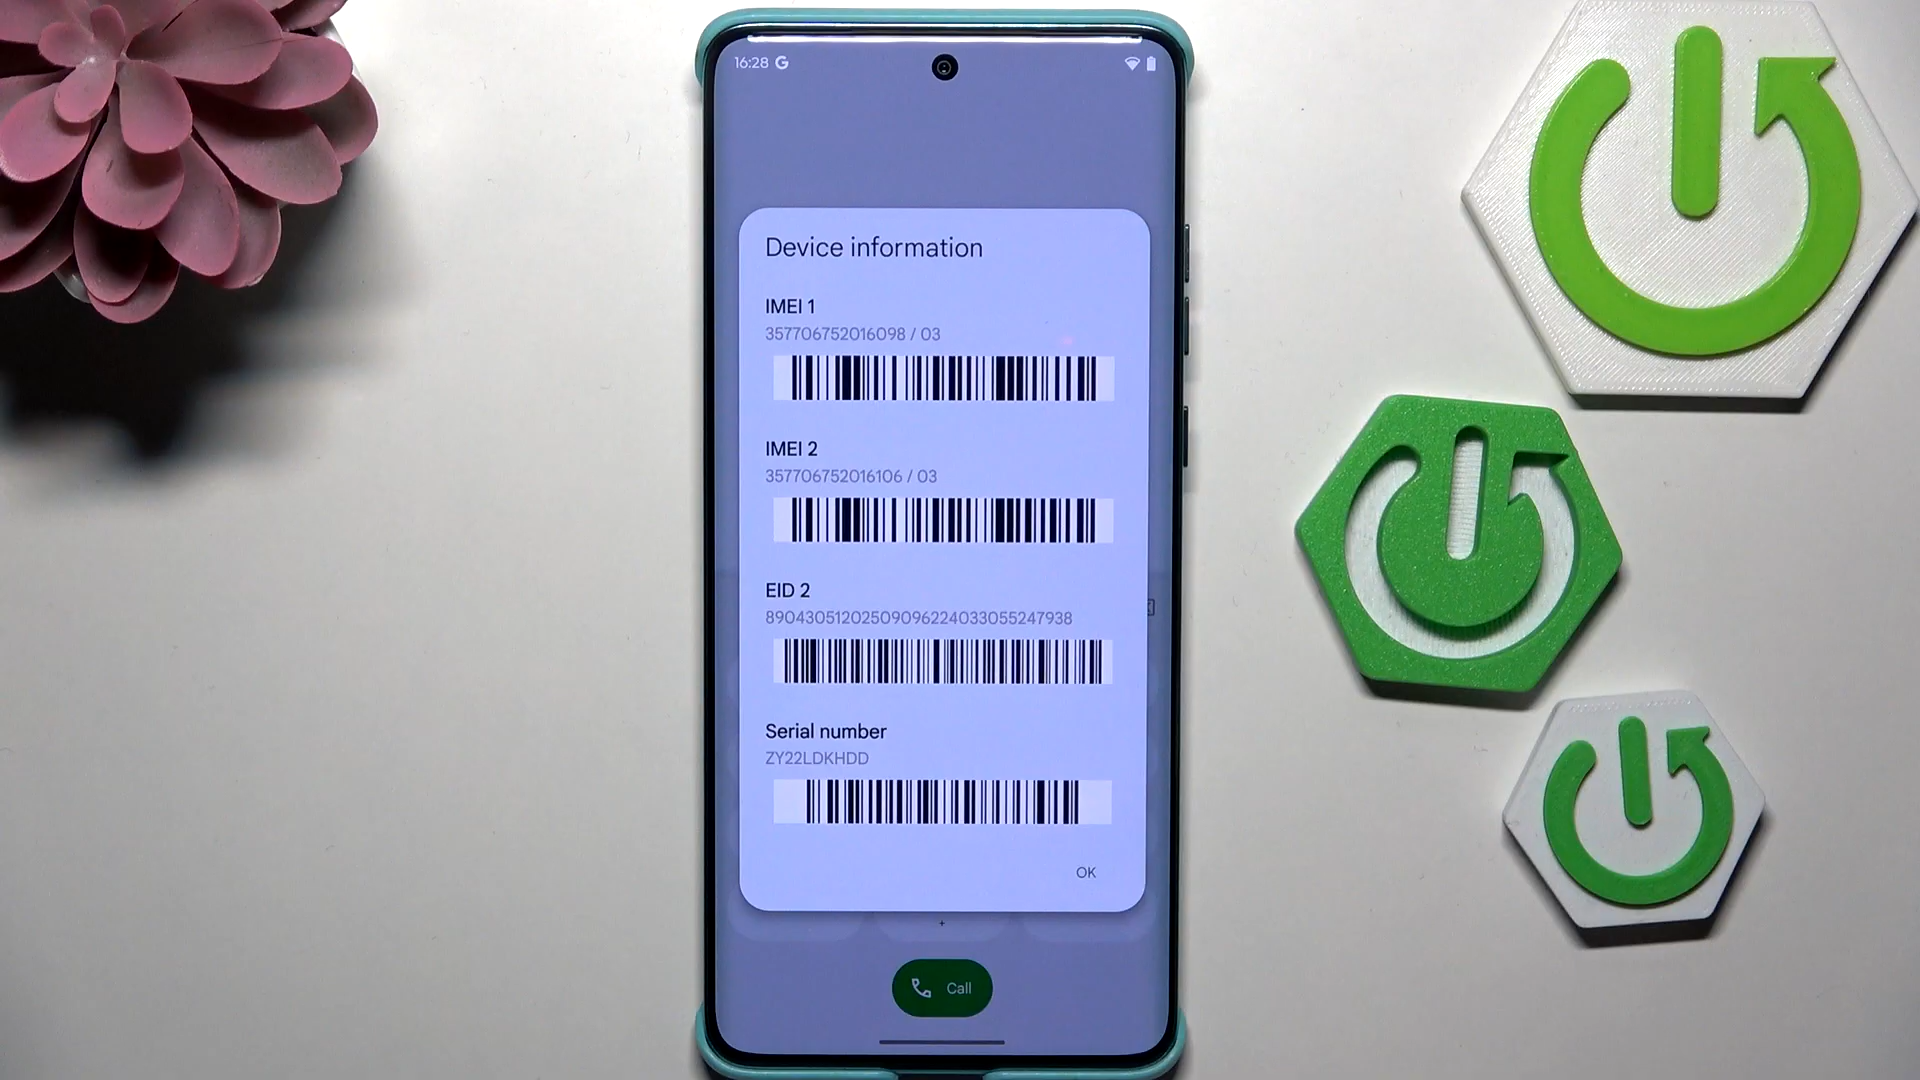 16:28 G
Device information
IMEI 1
357706752016098 / 03
IMEI 2
357706752016106 / 03
EID 2
89043051202509096224033055247938
Serial number
ZY22LDKHDD
OK
+
Call